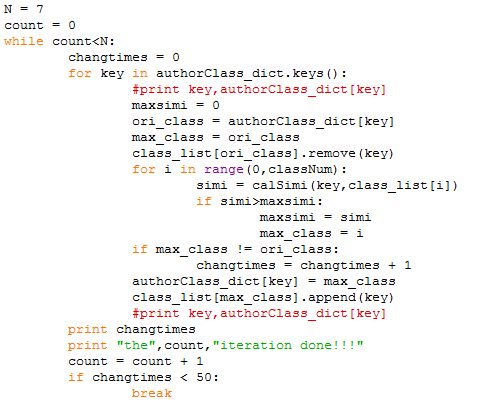 N = 7
count = 0
while count<N:
        changtimes = 0
        for key in authorClass_dict.keys():
                #print key,authorClass_dict[key]
                maxsimi = 0
                ori_class = authorClass_dict[key]
                max_class = ori_class
                class_list[ori_class].remove(key)
                for i in range(0,classNum):
                        simi = calSimi(key,class_list[i])
                        if simi>maxsimi:
                                maxsimi = simi
                                max_class = i
                if max_class != ori_class:
                        changtimes = changtimes + 1
                authorClass_dict[key] = max_class
                class_list[max_class].append(key)
                #print key,authorClass_dict[key]
        print changtimes
        print "the",count,"iteration done!!!"
        count = count + 1
        if changtimes < 50:
                break